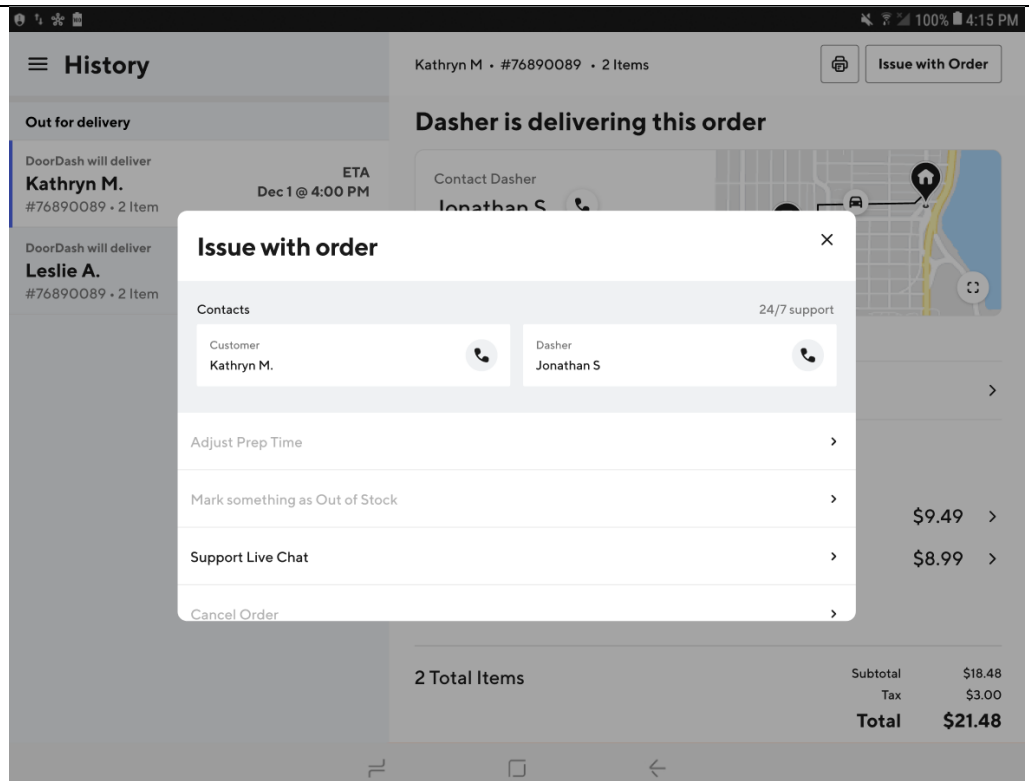 100% 4:15 PM
History
Kathryn M • #76890089 • 2 Items
Issue with Order
Out for delivery
Dasher is delivering this order
DoorDash will deliver
Kathryn M.
#76890089 • 2 Item
ETA
Dec 1 @ 4:00 PM
Contact Dasher
Jonathan S
DoorDash will deliver
Leslie A.
#76890089 • 2 Item
Issue with order
Contacts
24/7 support
Customer
Kathryn M.
Dasher
Jonathan S
Adjust Prep Time
Mark something as Out of Stock
Support Live Chat
Cancel Order
$9.49
$8.99
2 Total Items
Subtotal $18.48
Tax $3.00
Total $21.48